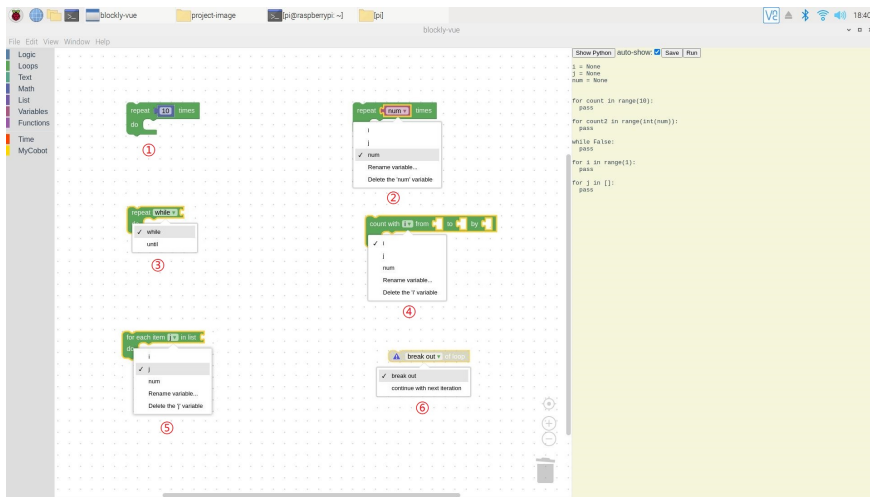 blockly-vue
project-image
[pi@raspberrypi: ~]
[pi]
V2
18:40
blockly-vue
File Edit View Window Help
Logic
Loops
Text
Math
List
Variables
Functions
Time
MyCobot
repeat 10 times
do
①
repeat num times
i
j
✓ num
Rename variable...
Delete the 'num' variable
②
repeat while
✓ while
until
③
count with i from to by
✓ i
j
num
Rename variable...
Delete the 'i' variable
④
for each item j in list
do
i
✓ j
num
Rename variable...
Delete the 'j' variable
⑤
break out of loop
✓ break out
continue with next iteration
⑥
Show Python auto-show: Save Run
i = None
j = None
num = None
for count in range(10):
pass
for count2 in range(int(num)):
pass
while False:
pass
for i in range(1):
pass
for j in []:
pass